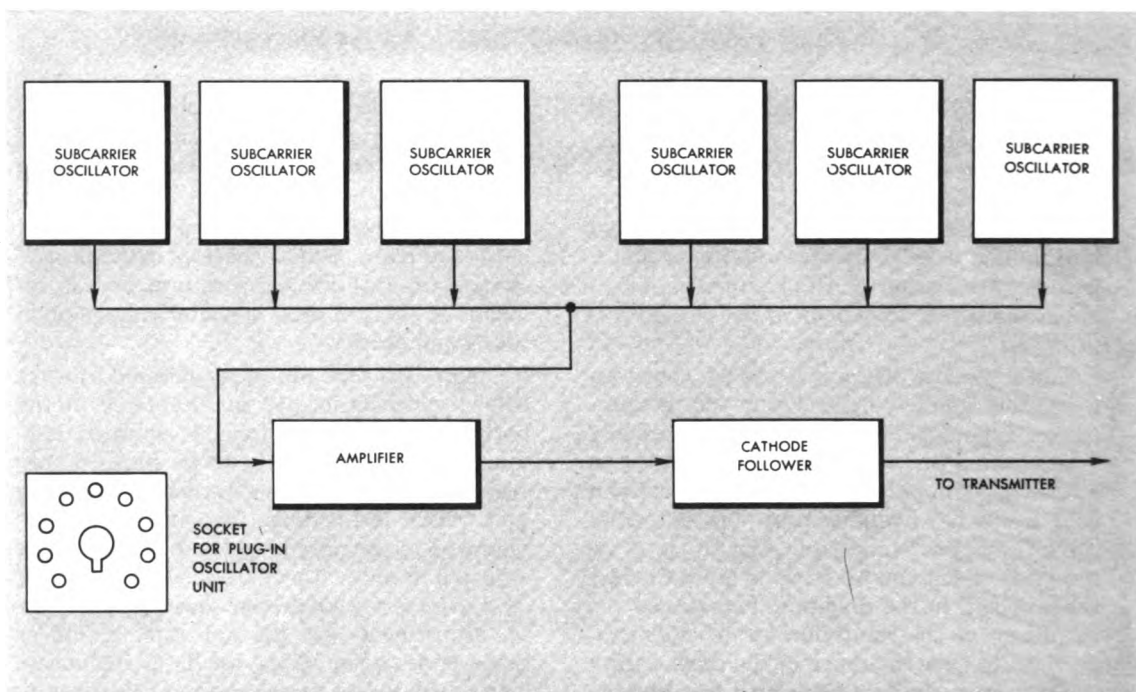 SUBCARRIER
OSCILLATOR
SUBCARRIER
OSCILLATOR
SUBCARRIER
OSCILLATOR
SUBCARRIER
OSCILLATOR
SUBCARRIER
OSCILLATOR
SUBCARRIER
OSCILLATOR
AMPLIFIER
CATHODE
FOLLOWER
TO TRANSMITTER
SOCKET
FOR PLUG-IN
OSCILLATOR
UNIT